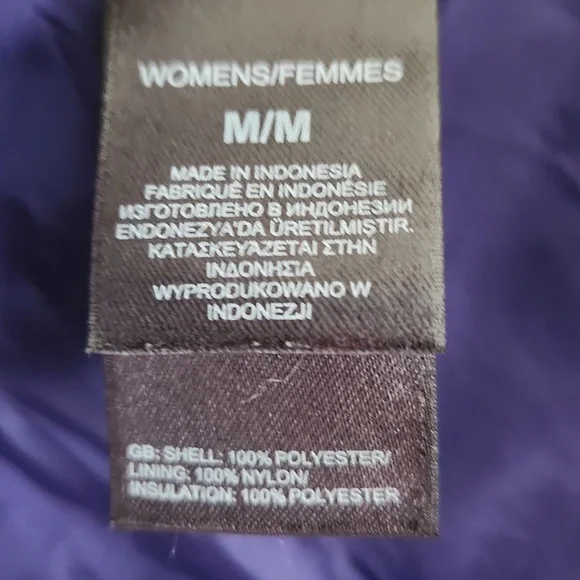 WOMENS/FEMMES
M/M
MADE IN INDONESIA
FABRIQUÉ EN INDONÉSIE
ИЗГОТОВЛЕНО В ИНДОНЕЗИИ
ENDONEZYA'DA ÜRETILMIŞTIR.
ΚΑΤΑΣΚΕΥΆΖΕΤΑΙ ΣΤΗΝ
ΙΝΔΟΝΗΣΙΑ
WYPRODUKOWANO W
INDONEZJI
GB: SHELL: 100% POLYESTER/
LINING: 100% NYLON/
INSULATION: 100% POLYESTER